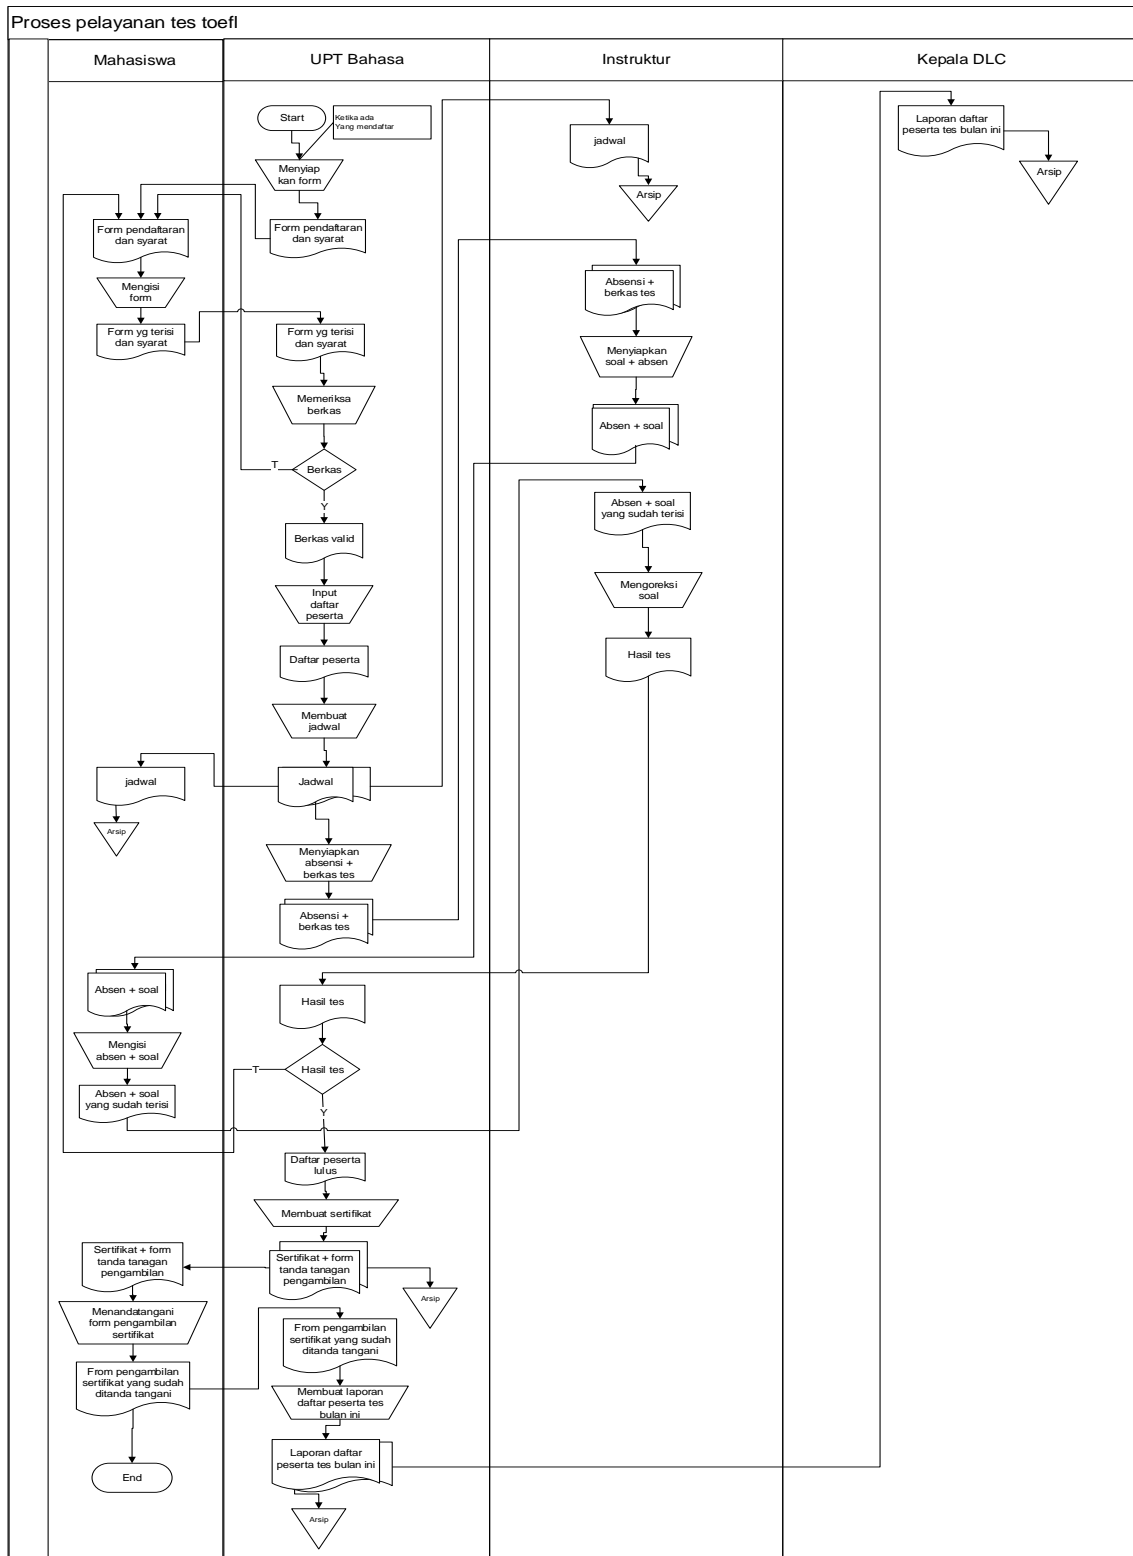 Proses pelayanan tes toefl
Mahasiswa
UPT Bahasa
Instruktur
Kepala DLC
Start
Ketika ada
Yang mendaftar
Menyiap
kan form
Form pendaftaran
dan syarat
Form pendaftaran
dan syarat
Mengisi
form
Form yg terisi
dan syarat
Form yg terisi
dan syarat
Memeriksa
berkas
Berkas
T
Y
Berkas valid
Input
daftar
peserta
Daftar peserta
Membuat
jadwal
Jadwal
jadwal
Arsip
jadwal
Arsip
Menyiapkan
absensi +
berkas tes
Absensi +
berkas tes
Absensi +
berkas tes
Menyiapkan
soal + absen
Absen + soal
Absen + soal
Mengisi
absen + soal
Absen + soal
yang sudah terisi
Absen + soal
yang sudah terisi
Mengoreksi
soal
Hasil tes
Hasil tes
Hasil tes
T
Y
Daftar peserta
lulus
Membuat sertifikat
Sertifikat + form
tanda tanagan
pengambilan
Arsip
Sertifikat + form
tanda tanagan
pengambilan
Menandatangani
form pengambilan
sertifikat
From pengambilan
sertifikat yang sudah
ditanda tangani
End
From pengambilan
sertifikat yang sudah
ditanda tangani
Membuat laporan
daftar peserta tes
bulan ini
Laporan daftar
peserta tes bulan ini
Arsip
Laporan daftar
peserta tes bulan ini
Arsip